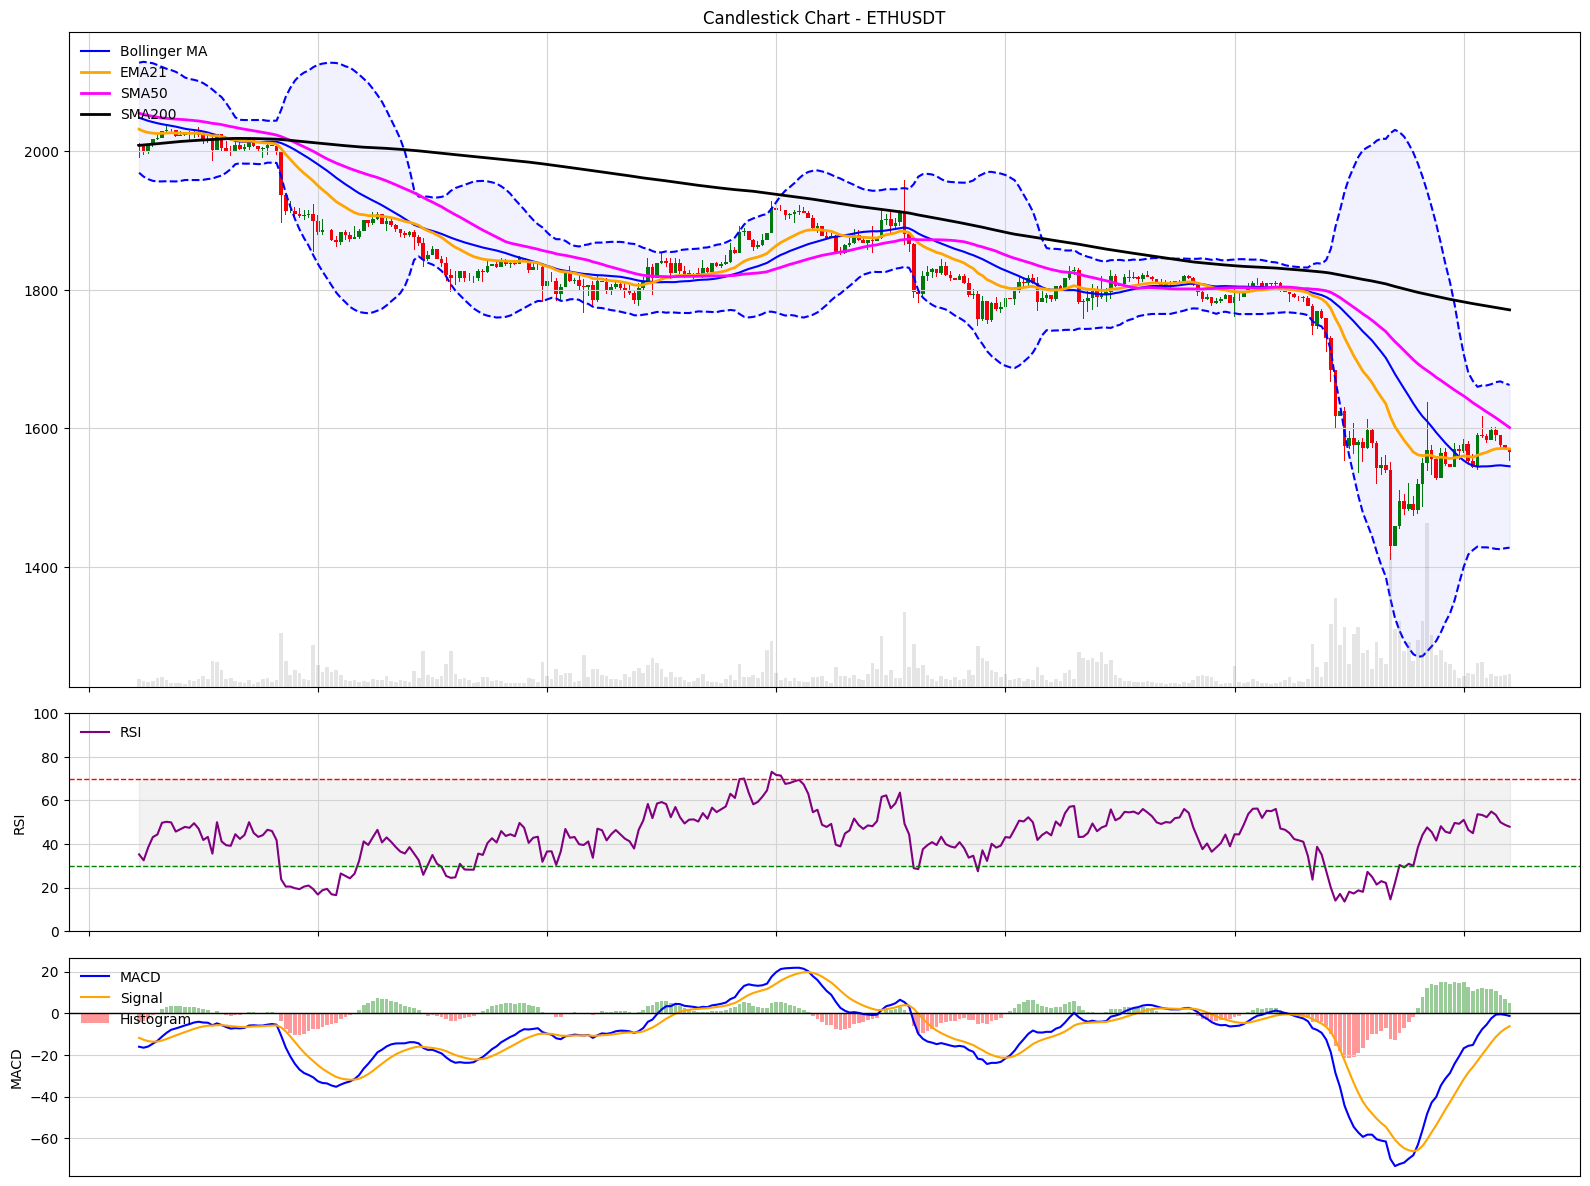 Candlestick Chart - ETHUSDT
Bollinger MA
EMA21
SMA50
SMA200
2000
1800
1600
1400
RSI
100
80
60
40
20
0
RSI
MACD
Signal
Histogram
20
0
−20
−40
−60
MACD